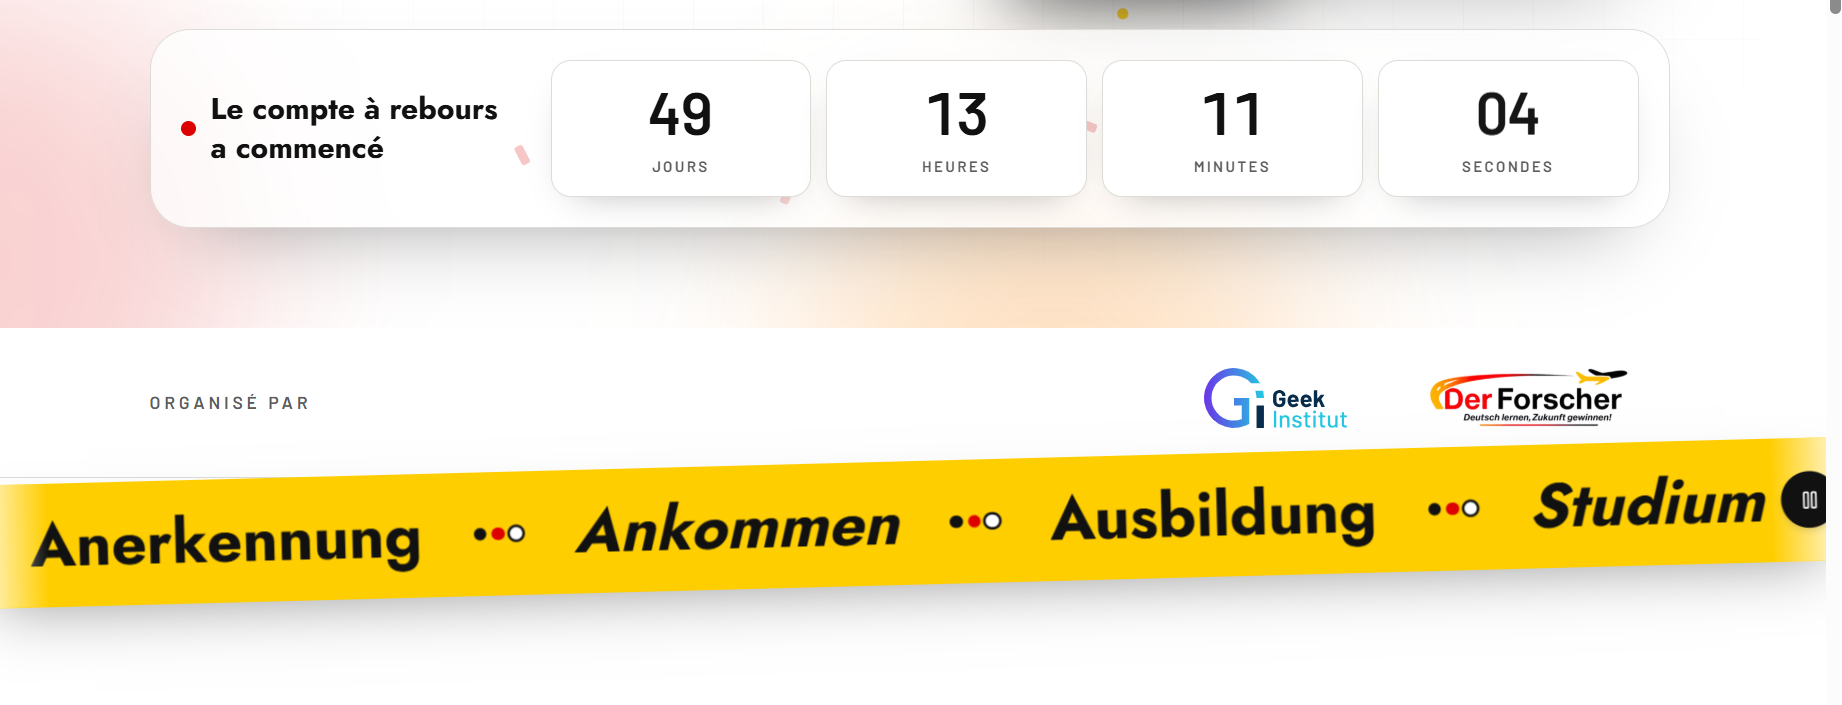 Le compte à rebours
a commencé
49
JOURS
13
HEURES
11
MINUTES
04
SECONDES
ORGANISÉ PAR
Gi Geek
Institut
Der Forscher
Deutsch lernen, Zukunft gewinnen!
Anerkennung Ankommen Ausbildung Studium